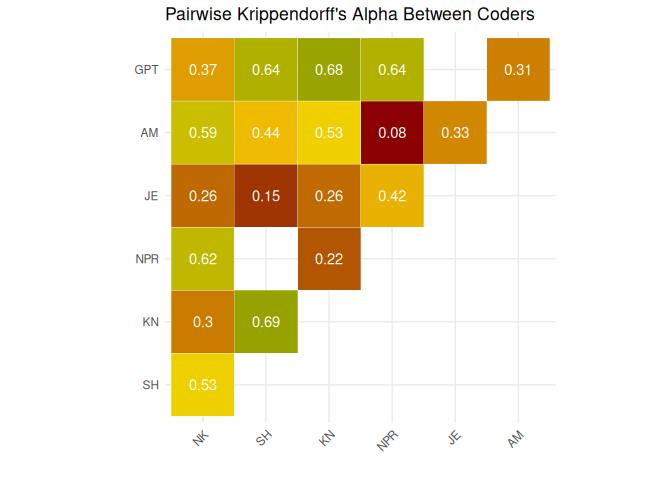 Pairwise Krippendorff's Alpha Between Coders
GPT 0.37 0.64 0.68 0.64 0.31
AM 0.59 0.44 0.53 0.08 0.33
JE 0.26 0.15 0.26 0.42
NPR 0.62 0.22
KN 0.3 0.69
SH 0.53
NK SH KN NPR JE AM